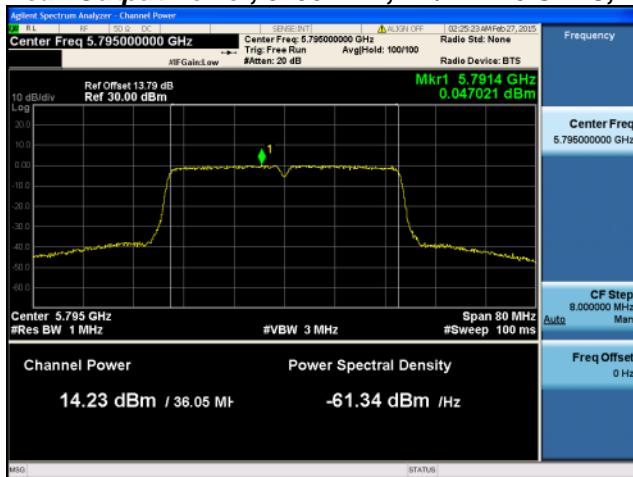 Agilent Spectrum Analyzer - Channel Power
RL RF 50 Ω DC SENSE:INT ALIGN OFF 02:25:23 AM Feb 27, 2015
Center Freq 5.795000000 GHz
Center Freq: 5.795000000 GHz Radio Std: None
Trig: Free Run Avg|Hold: 100/100
#IFGain:Low #Atten: 20 dB Radio Device: BTS
Frequency
Mkr1 5.7914 GHz
0.047021 dBm
Ref Offset 13.79 dB
10 dB/div Ref 30.00 dBm
Log
20.0
10.0
0.00
-10.0
-20.0
-30.0
-40.0
-50.0
-60.0
1
Center 5.795 GHz Span 80 MHz
#Res BW 1 MHz #VBW 3 MHz #Sweep 100 ms
Center Freq
5.795000000 GHz
CF Step
8.000000 MHz
Auto Man
Freq Offset
0 Hz
Channel Power Power Spectral Density
14.23 dBm / 36.05 MH -61.34 dBm /Hz
MSG STATUS